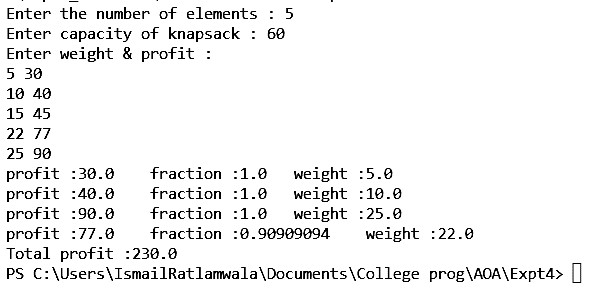 Enter the number of elements : 5
Enter capacity of knapsack : 60
Enter weight & profit :
5 30
10 40
15 45
22 77
25 90
profit :30.0    fraction :1.0   weight :5.0
profit :40.0    fraction :1.0   weight :10.0
profit :90.0    fraction :1.0   weight :25.0
profit :77.0    fraction :0.90909094    weight :22.0
Total profit :230.0
PS C:\Users\IsmailRatlamwala\Documents\College prog\AOA\Expt4>